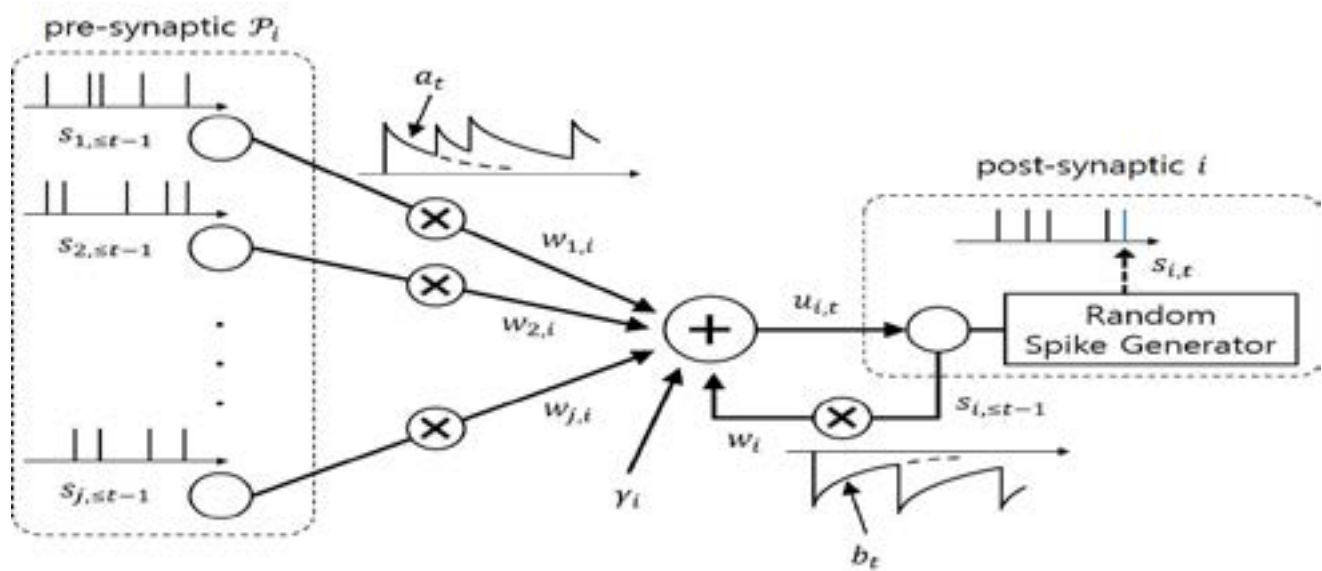 pre-synaptic 𝒫ᵢ
s₁,≤t−1
aₜ
s₂,≤t−1
w₁,ᵢ
w₂,ᵢ
sⱼ,≤t−1
wⱼ,ᵢ
γᵢ
+
uᵢ,ₜ
wᵢ
sᵢ,≤t−1
bₜ
post-synaptic i
sᵢ,ₜ
Random
Spike Generator